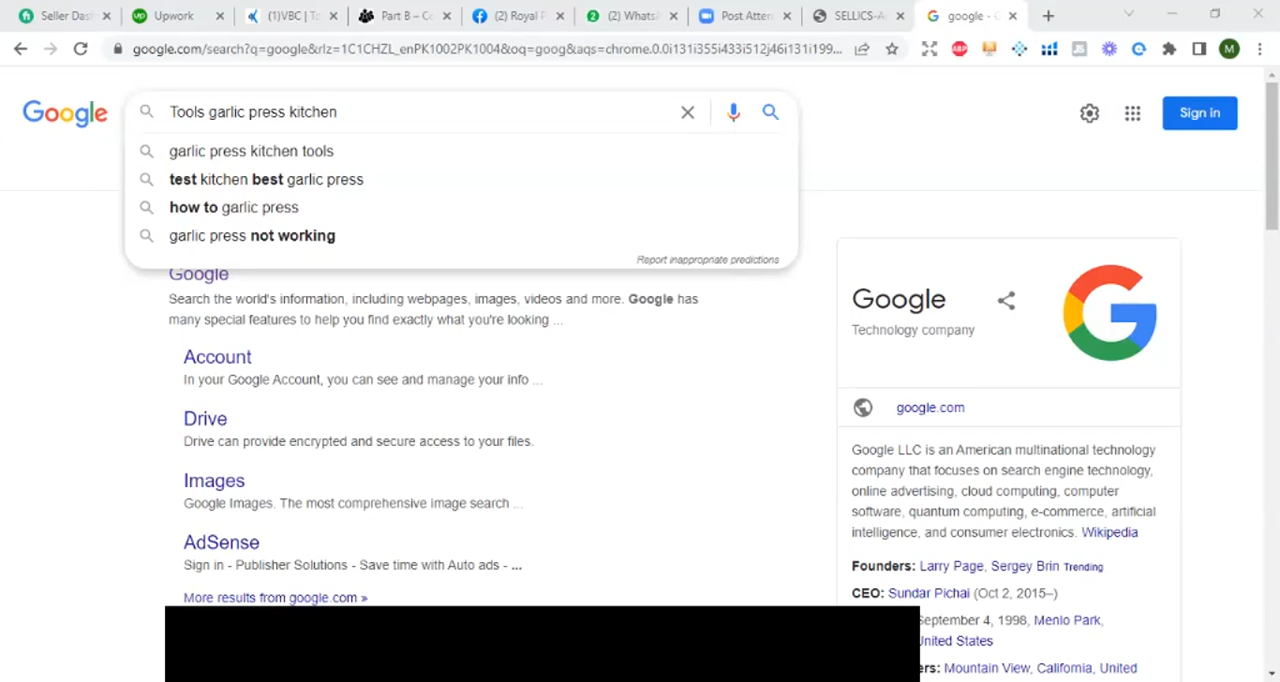 Seller Das
Upwork
(1)VBC | To
Part B – Co
(2) Royal P
(2) WhatsA
Post Atten
SELLICS-A
google - G
google.com/search?q=google&rlz=1C1CHZL_enPK1002PK1004&oq=goog&aqs=chrome.0.0i131i355i433i512j46i131i199...
ABP
JS
M
Google
Tools garlic press kitchen
Sign in
garlic press kitchen tools
test kitchen best garlic press
how to garlic press
garlic press not working
Report inappropriate predictions
Google
Search the world's information, including webpages, images, videos and more. Google has
many special features to help you find exactly what you're looking ...
Account
In your Google Account, you can see and manage your info ...
Drive
Drive can provide encrypted and secure access to your files.
Images
Google Images. The most comprehensive image search ...
AdSense
Sign in - Publisher Solutions - Save time with Auto ads - ...
More results from google.com »
Google
Technology company
google.com
Google LLC is an American multinational technology
company that focuses on search engine technology,
online advertising, cloud computing, computer
software, quantum computing, e-commerce, artificial
intelligence, and consumer electronics. Wikipedia
Founders: Larry Page, Sergey Brin Trending
CEO: Sundar Pichai (Oct 2, 2015–)
September 4, 1998, Menlo Park,
United States
ers: Mountain View, California, United